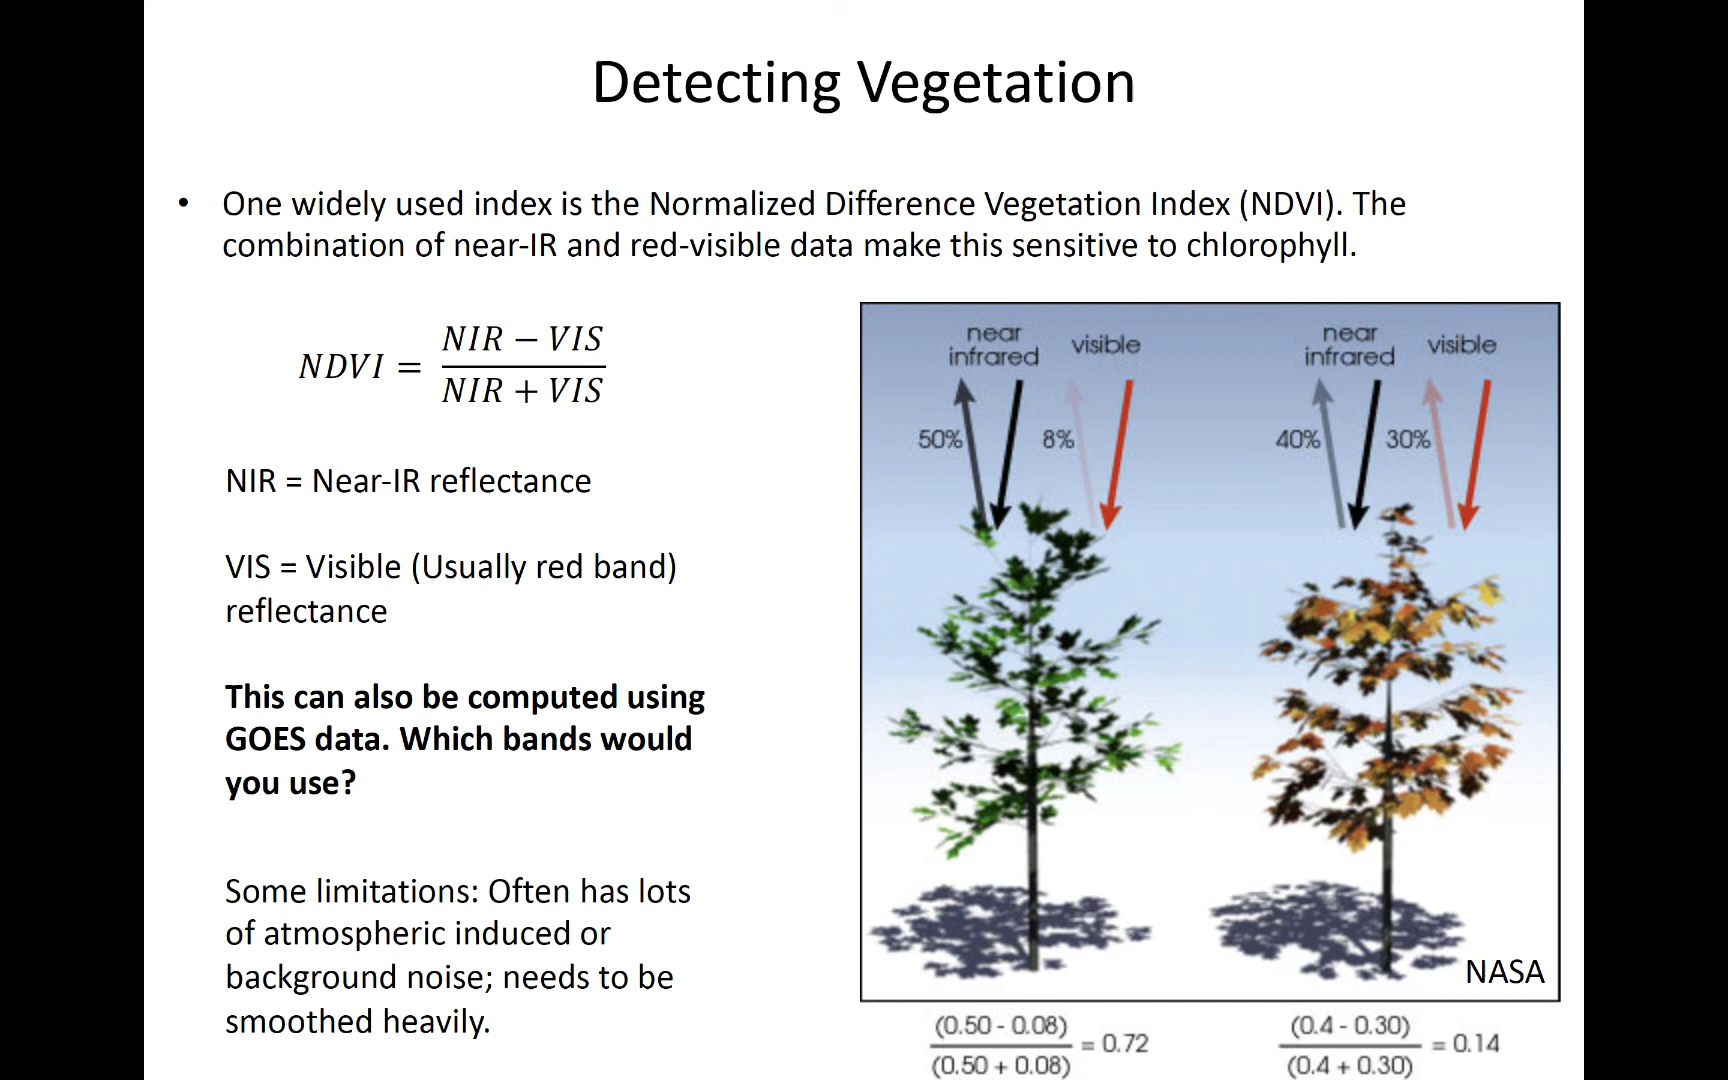 Detecting Vegetation
• One widely used index is the Normalized Difference Vegetation Index (NDVI). The
combination of near-IR and red-visible data make this sensitive to chlorophyll.
NDVI = (NIR − VIS) / (NIR + VIS)
NIR = Near-IR reflectance
VIS = Visible (Usually red band)
reflectance
This can also be computed using
GOES data. Which bands would
you use?
Some limitations: Often has lots
of atmospheric induced or
background noise; needs to be
smoothed heavily.
near
infrared
visible
50%
8%
near
infrared
visible
40%
30%
NASA
(0.50 - 0.08)
(0.50 + 0.08)
= 0.72
(0.4 - 0.30)
(0.4 + 0.30)
= 0.14